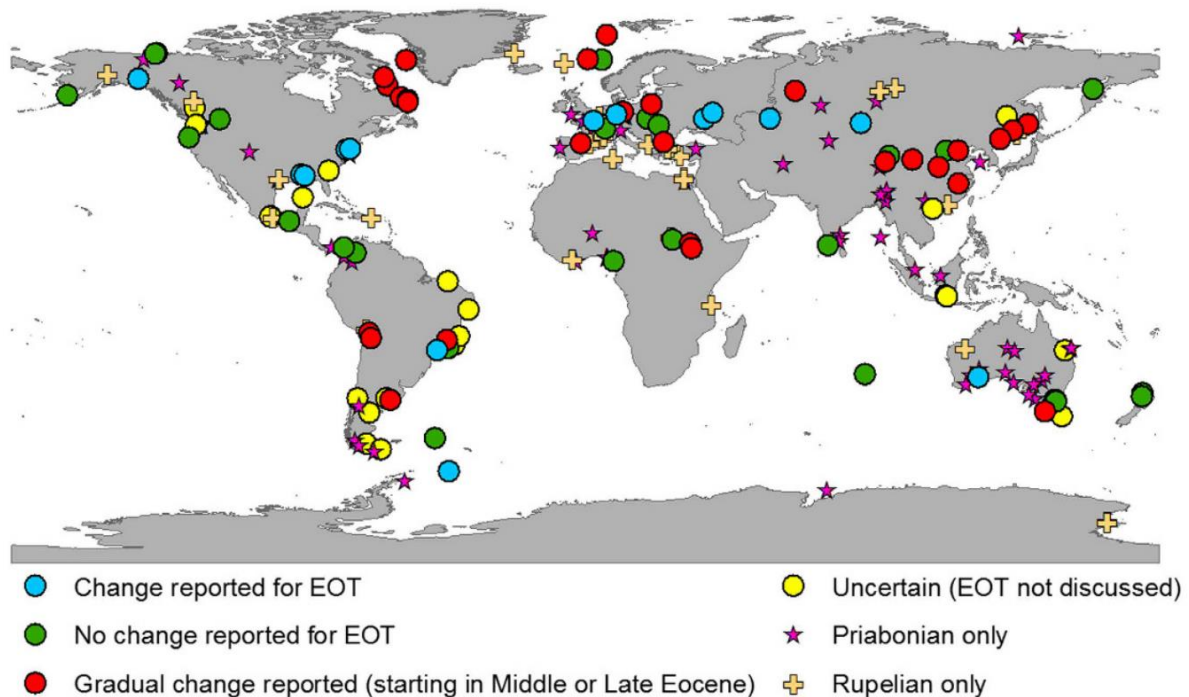 Change reported for EOT
No change reported for EOT
Gradual change reported (starting in Middle or Late Eocene)
Uncertain (EOT not discussed)
Priabonian only
Rupelian only